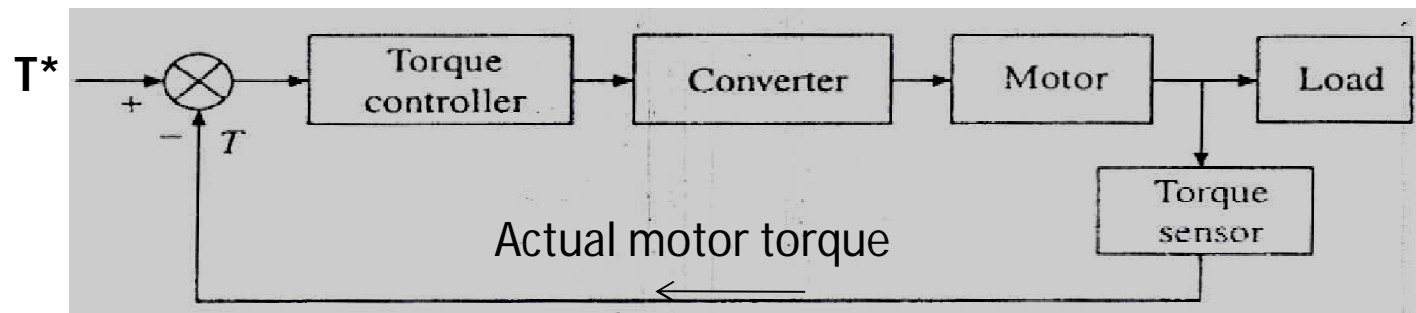 T*
+
−
T
Torque
controller
Converter
Motor
Load
Torque
sensor
Actual motor torque